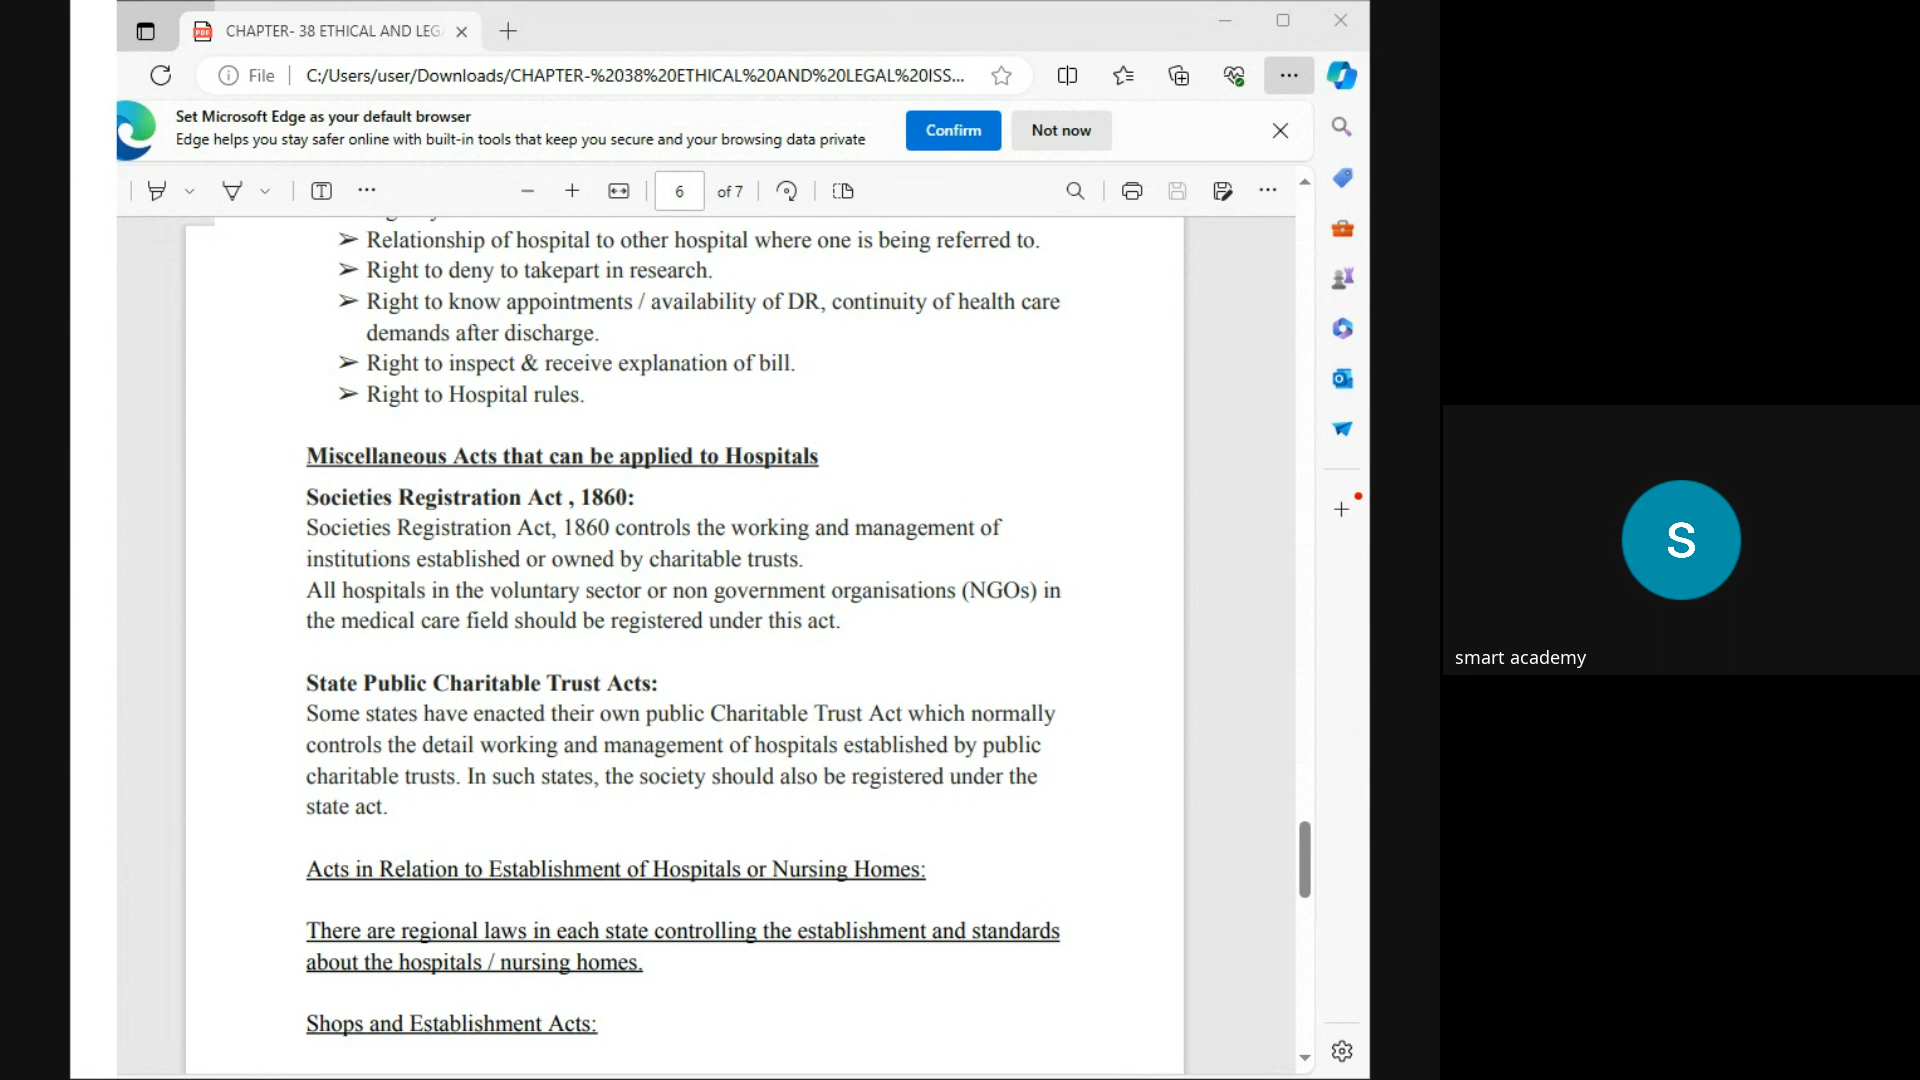 CHAPTER- 38 ETHICAL AND LEG
File
C:/Users/user/Downloads/CHAPTER-%2038%20ETHICAL%20AND%20LEGAL%20ISS...
Set Microsoft Edge as your default browser
Edge helps you stay safer online with built-in tools that keep you secure and your browsing data private
Confirm
Not now
6 of 7
➢ Relationship of hospital to other hospital where one is being referred to.
➢ Right to deny to takepart in research.
➢ Right to know appointments / availability of DR, continuity of health care
demands after discharge.
➢ Right to inspect & receive explanation of bill.
➢ Right to Hospital rules.
Miscellaneous Acts that can be applied to Hospitals
Societies Registration Act , 1860:
Societies Registration Act, 1860 controls the working and management of
institutions established or owned by charitable trusts.
All hospitals in the voluntary sector or non government organisations (NGOs) in
the medical care field should be registered under this act.
State Public Charitable Trust Acts:
Some states have enacted their own public Charitable Trust Act which normally
controls the detail working and management of hospitals established by public
charitable trusts. In such states, the society should also be registered under the
state act.
Acts in Relation to Establishment of Hospitals or Nursing Homes:
There are regional laws in each state controlling the establishment and standards
about the hospitals / nursing homes.
Shops and Establishment Acts:
S
smart academy